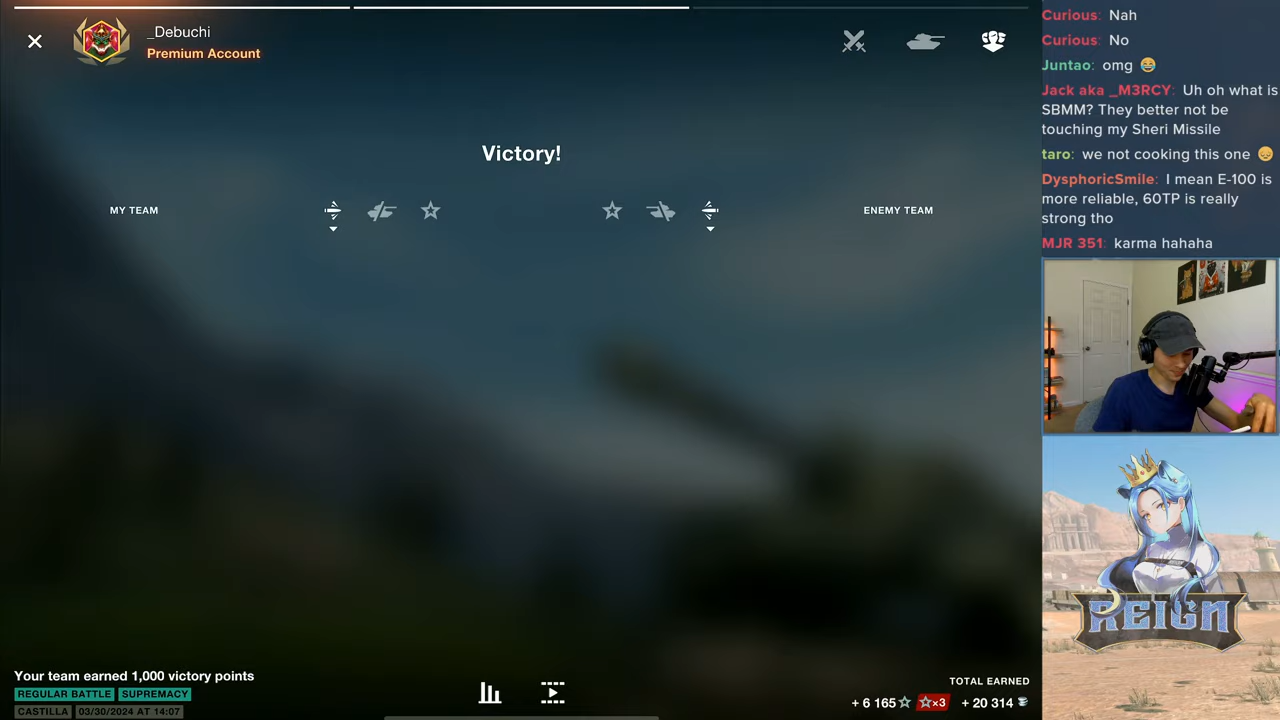 _Debuchi
Premium Account
Victory!
MY TEAM
ENEMY TEAM
Your team earned 1,000 victory points
REGULAR BATTLE SUPREMACY
CASTILLA 03/30/2024 AT 14:07
TOTAL EARNED
+ 6 165 ×3 + 20 314
Curious: Nah
Curious: No
Juntao: omg 😂
Jack aka _M3RCY: Uh oh what is
SBMM? They better not be
touching my Sheri Missile
taro: we not cooking this one 😞
DysphoricSmile: I mean E-100 is
more reliable, 60TP is really
strong tho
MJR 351: karma hahaha
REIGN